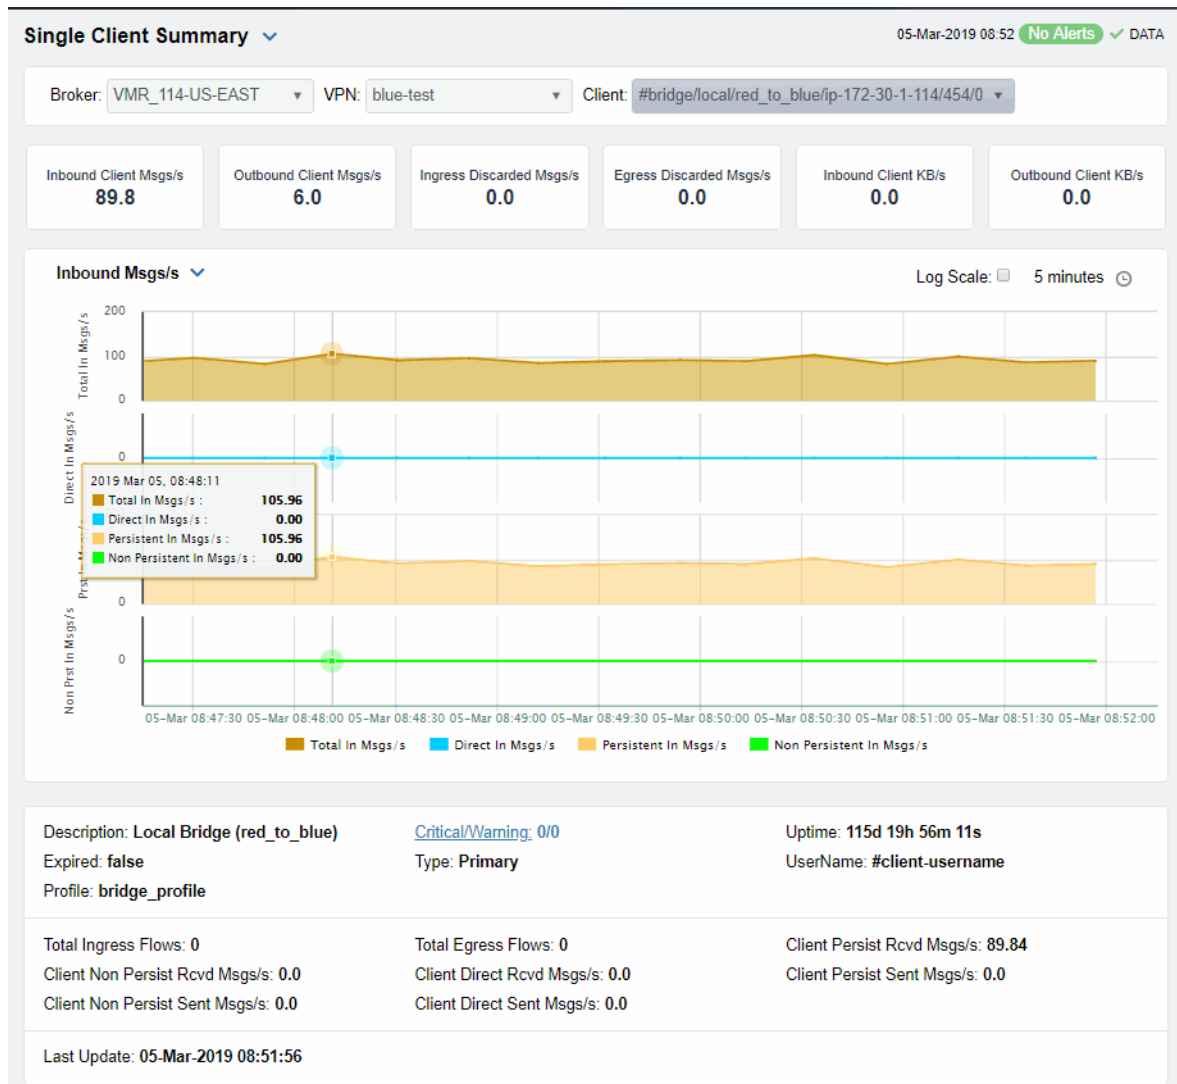 Single Client Summary
05-Mar-2019 08:52 No Alerts DATA
Broker: VMR_114-US-EAST VPN: blue-test Client: #bridge/local/red_to_blue/ip-172-30-1-114/454/0
Inbound Client Msgs/s Outbound Client Msgs/s Ingress Discarded Msgs/s Egress Discarded Msgs/s Inbound Client KB/s Outbound Client KB/s
89.8 6.0 0.0 0.0 0.0 0.0
Inbound Msgs/s
Log Scale: 5 minutes
Total In Msgs/s
200
100
0
Direct In Msgs/s
0
2019 Mar 05, 08:48:11
Total In Msgs/s : 105.96
Direct In Msgs/s : 0.00
Persistent In Msgs/s : 105.96
Non Persistent In Msgs/s : 0.00
0
Non Prst In Msgs/s
0
05-Mar 08:47:30 05-Mar 08:48:00 05-Mar 08:48:30 05-Mar 08:49:00 05-Mar 08:49:30 05-Mar 08:50:00 05-Mar 08:50:30 05-Mar 08:51:00 05-Mar 08:51:30 05-Mar 08:52:00
Total In Msgs/s Direct In Msgs/s Persistent In Msgs/s Non Persistent In Msgs/s
Description: Local Bridge (red_to_blue) Critical/Warning: 0/0 Uptime: 115d 19h 56m 11s
Expired: false Type: Primary UserName: #client-username
Profile: bridge_profile
Total Ingress Flows: 0 Total Egress Flows: 0 Client Persist Rcvd Msgs/s: 89.84
Client Non Persist Rcvd Msgs/s: 0.0 Client Direct Rcvd Msgs/s: 0.0 Client Persist Sent Msgs/s: 0.0
Client Non Persist Sent Msgs/s: 0.0 Client Direct Sent Msgs/s: 0.0
Last Update: 05-Mar-2019 08:51:56